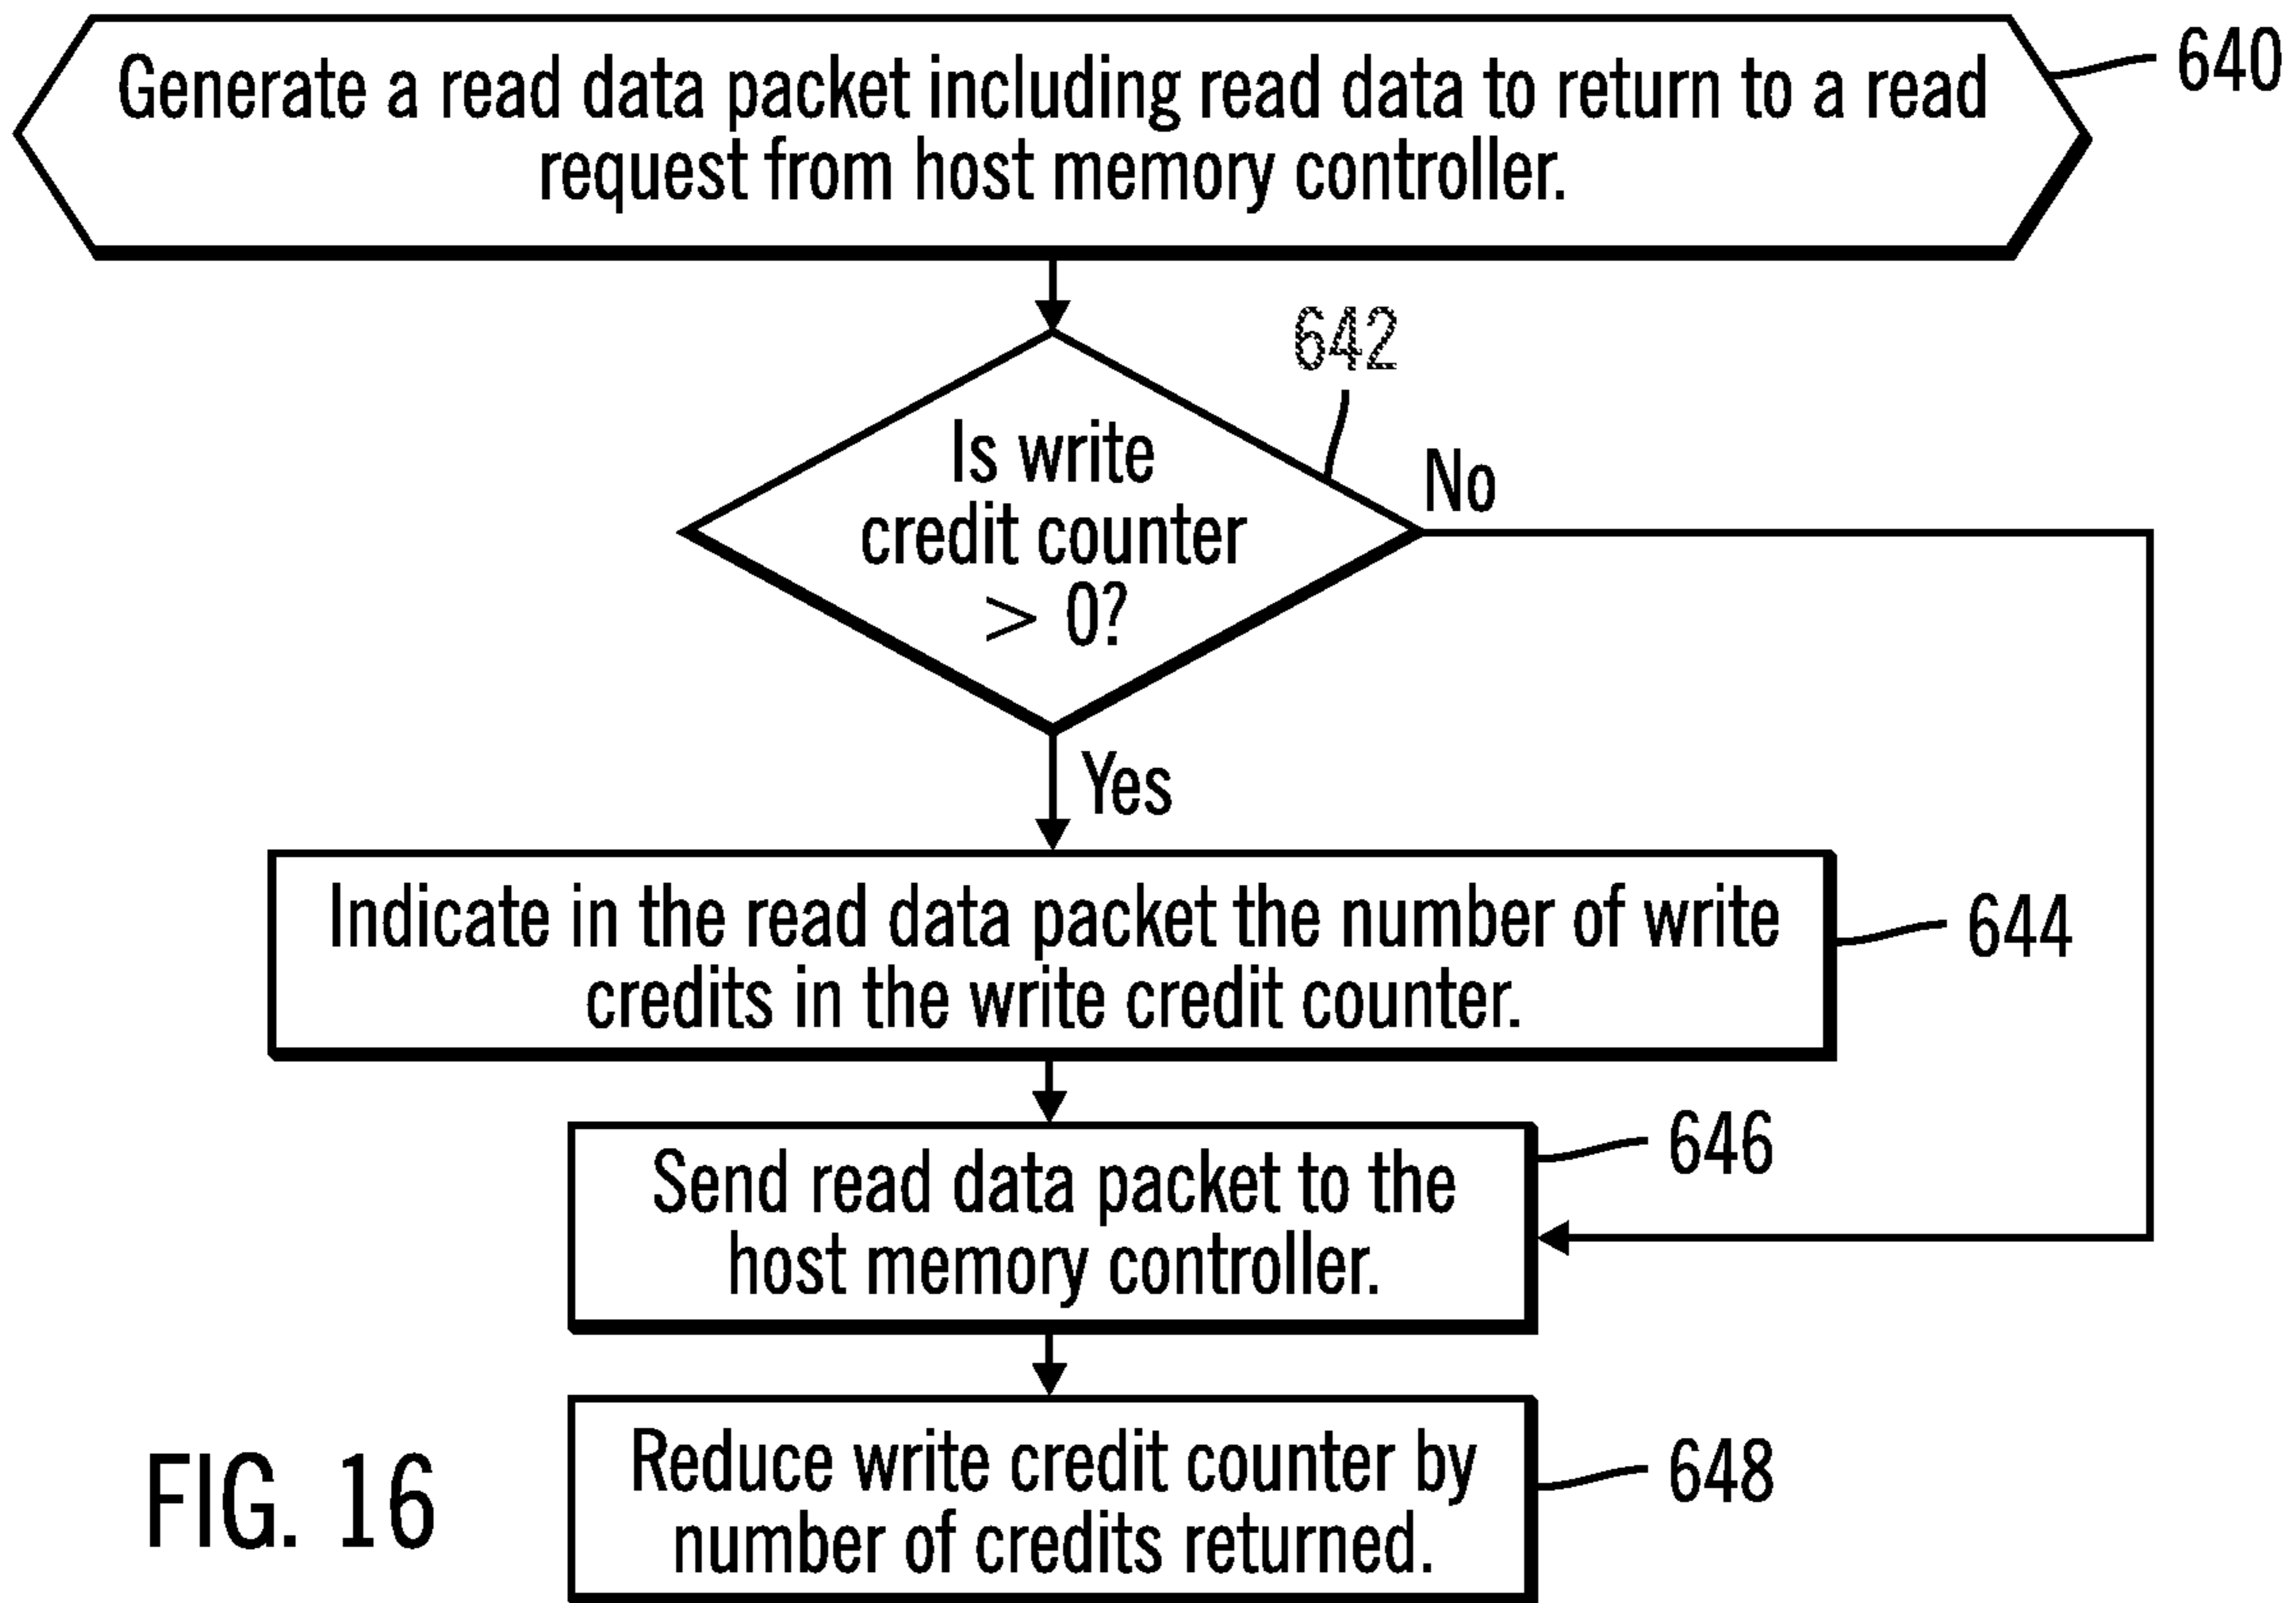 Generate a read data packet including read data to return to a read
request from host memory controller.
640
642
Is write
credit counter
> 0?
No
Yes
Indicate in the read data packet the number of write
credits in the write credit counter.
644
Send read data packet to the
host memory controller.
646
Reduce write credit counter by
number of credits returned.
648
FIG. 16